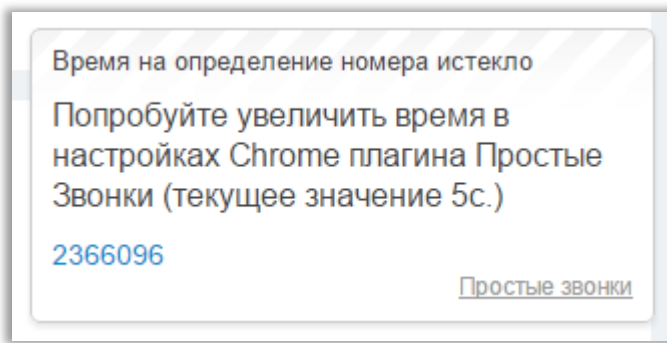 Время на определение номера истекло
Попробуйте увеличить время в
настройках Chrome плагина Простые
Звонки (текущее значение 5с.)
2366096
Простые звонки